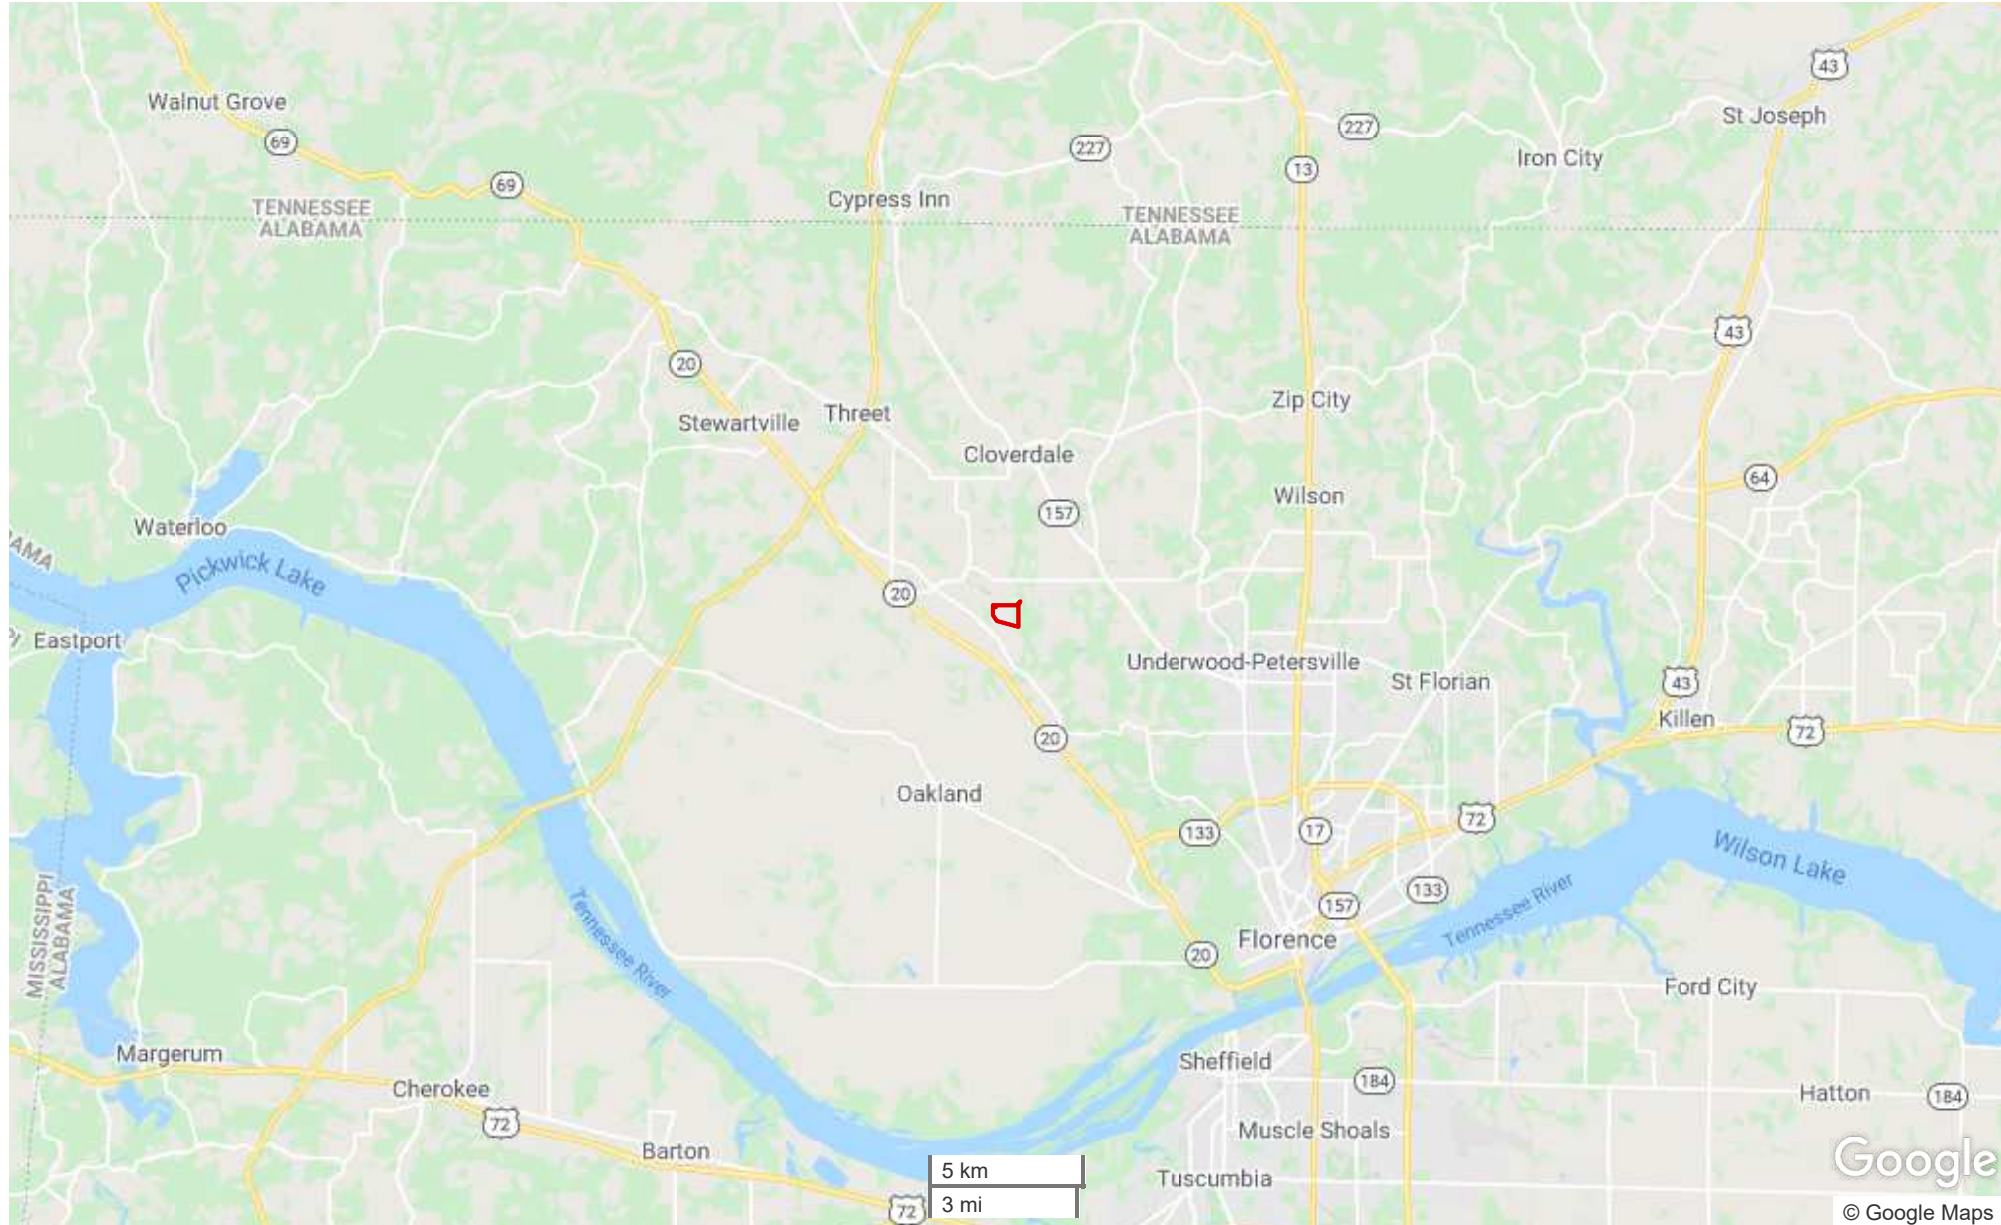 43
Walnut Grove
St Joseph
69
227
227
Iron City
13
69
TENNESSEE
ALABAMA
Cypress Inn
TENNESSEE
ALABAMA
43
20
Zip City
Stewartville
Threet
Cloverdale
64
Wilson
157
Waterloo
AMA
Pickwick Lake
20
Eastport
Underwood-Petersville
St Florian
43
Killen
72
20
Oakland
133
17
72
Wilson Lake
MISSISSIPPI
ALABAMA
133
157
Tennessee River
Tennessee River
Florence
20
Ford City
Margerum
Sheffield
Cherokee
184
Hatton
184
72
Muscle Shoals
Barton
5 km
Google
Tuscumbia
3 mi
72
© Google Maps